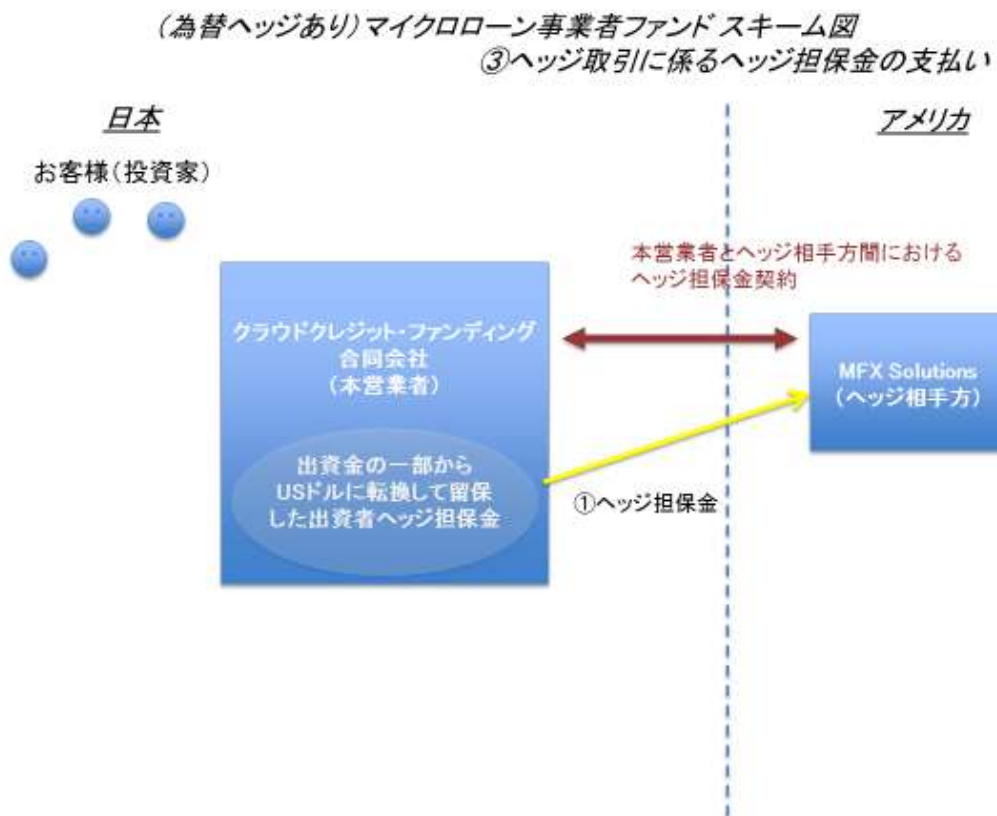 (為替ヘッジあり)マイクロローン事業者ファンド スキーム図
③ヘッジ取引に係るヘッジ担保金の支払い
日本
アメリカ
お客様(投資家)
本営業者とヘッジ相手方間における
ヘッジ担保金契約
クラウドクレジット・ファンディング
合同会社
(本営業者)
MFX Solutions
(ヘッジ相手方)
出資金の一部から
USドルに転換して留保
した出資者ヘッジ担保金
①ヘッジ担保金